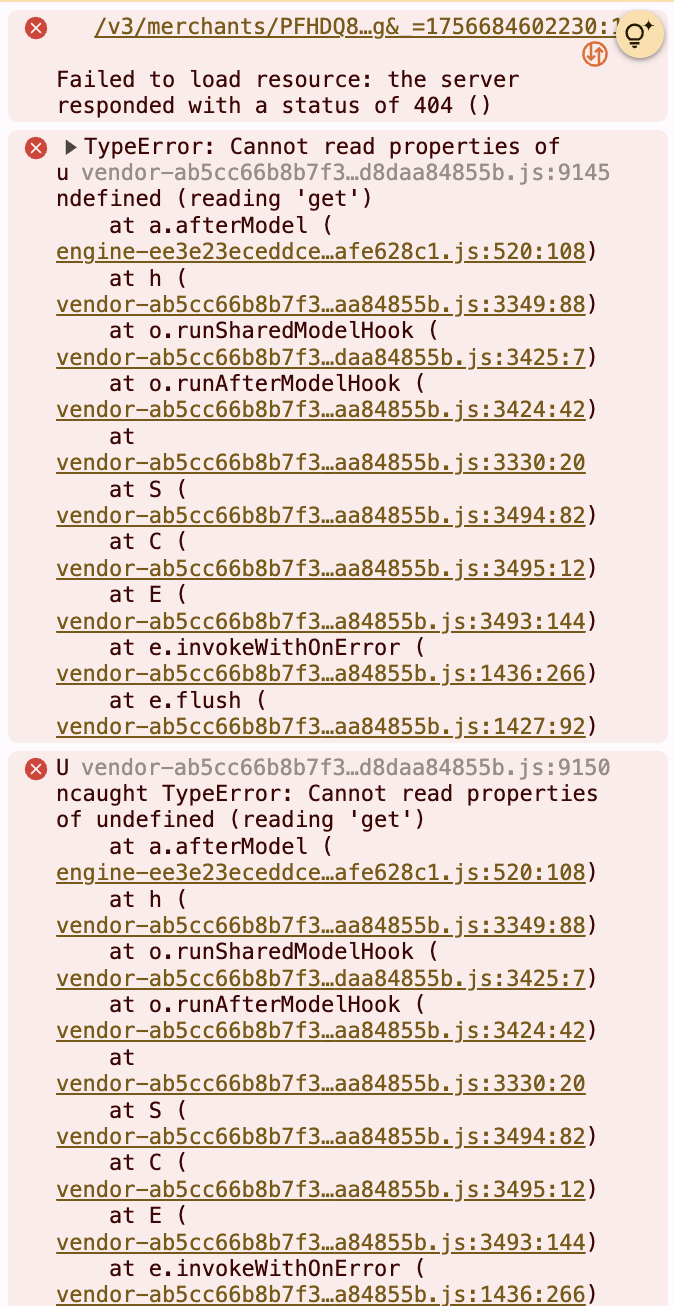 /v3/merchants/PFHDQ8…g&_=1756684602230:1
Failed to load resource: the server
responded with a status of 404 ()
TypeError: Cannot read properties of
u vendor-ab5cc66b8b7f3…d8daa84855b.js:9145
ndefined (reading 'get')
at a.afterModel (
engine-ee3e23eceddce…afe628c1.js:520:108)
at h (
vendor-ab5cc66b8b7f3…aa84855b.js:3349:88)
at o.runSharedModelHook (
vendor-ab5cc66b8b7f3…daa84855b.js:3425:7)
at o.runAfterModelHook (
vendor-ab5cc66b8b7f3…aa84855b.js:3424:42)
at
vendor-ab5cc66b8b7f3…aa84855b.js:3330:20
at S (
vendor-ab5cc66b8b7f3…aa84855b.js:3494:82)
at C (
vendor-ab5cc66b8b7f3…aa84855b.js:3495:12)
at E (
vendor-ab5cc66b8b7f3…a84855b.js:3493:144)
at e.invokeWithOnError (
vendor-ab5cc66b8b7f3…a84855b.js:1436:266)
at e.flush (
vendor-ab5cc66b8b7f3…aa84855b.js:1427:92)
U vendor-ab5cc66b8b7f3…d8daa84855b.js:9150
ncaught TypeError: Cannot read properties
of undefined (reading 'get')
at a.afterModel (
engine-ee3e23eceddce…afe628c1.js:520:108)
at h (
vendor-ab5cc66b8b7f3…aa84855b.js:3349:88)
at o.runSharedModelHook (
vendor-ab5cc66b8b7f3…daa84855b.js:3425:7)
at o.runAfterModelHook (
vendor-ab5cc66b8b7f3…aa84855b.js:3424:42)
at
vendor-ab5cc66b8b7f3…aa84855b.js:3330:20
at S (
vendor-ab5cc66b8b7f3…aa84855b.js:3494:82)
at C (
vendor-ab5cc66b8b7f3…aa84855b.js:3495:12)
at E (
vendor-ab5cc66b8b7f3…a84855b.js:3493:144)
at e.invokeWithOnError (
vendor-ab5cc66b8b7f3…a84855b.js:1436:266)